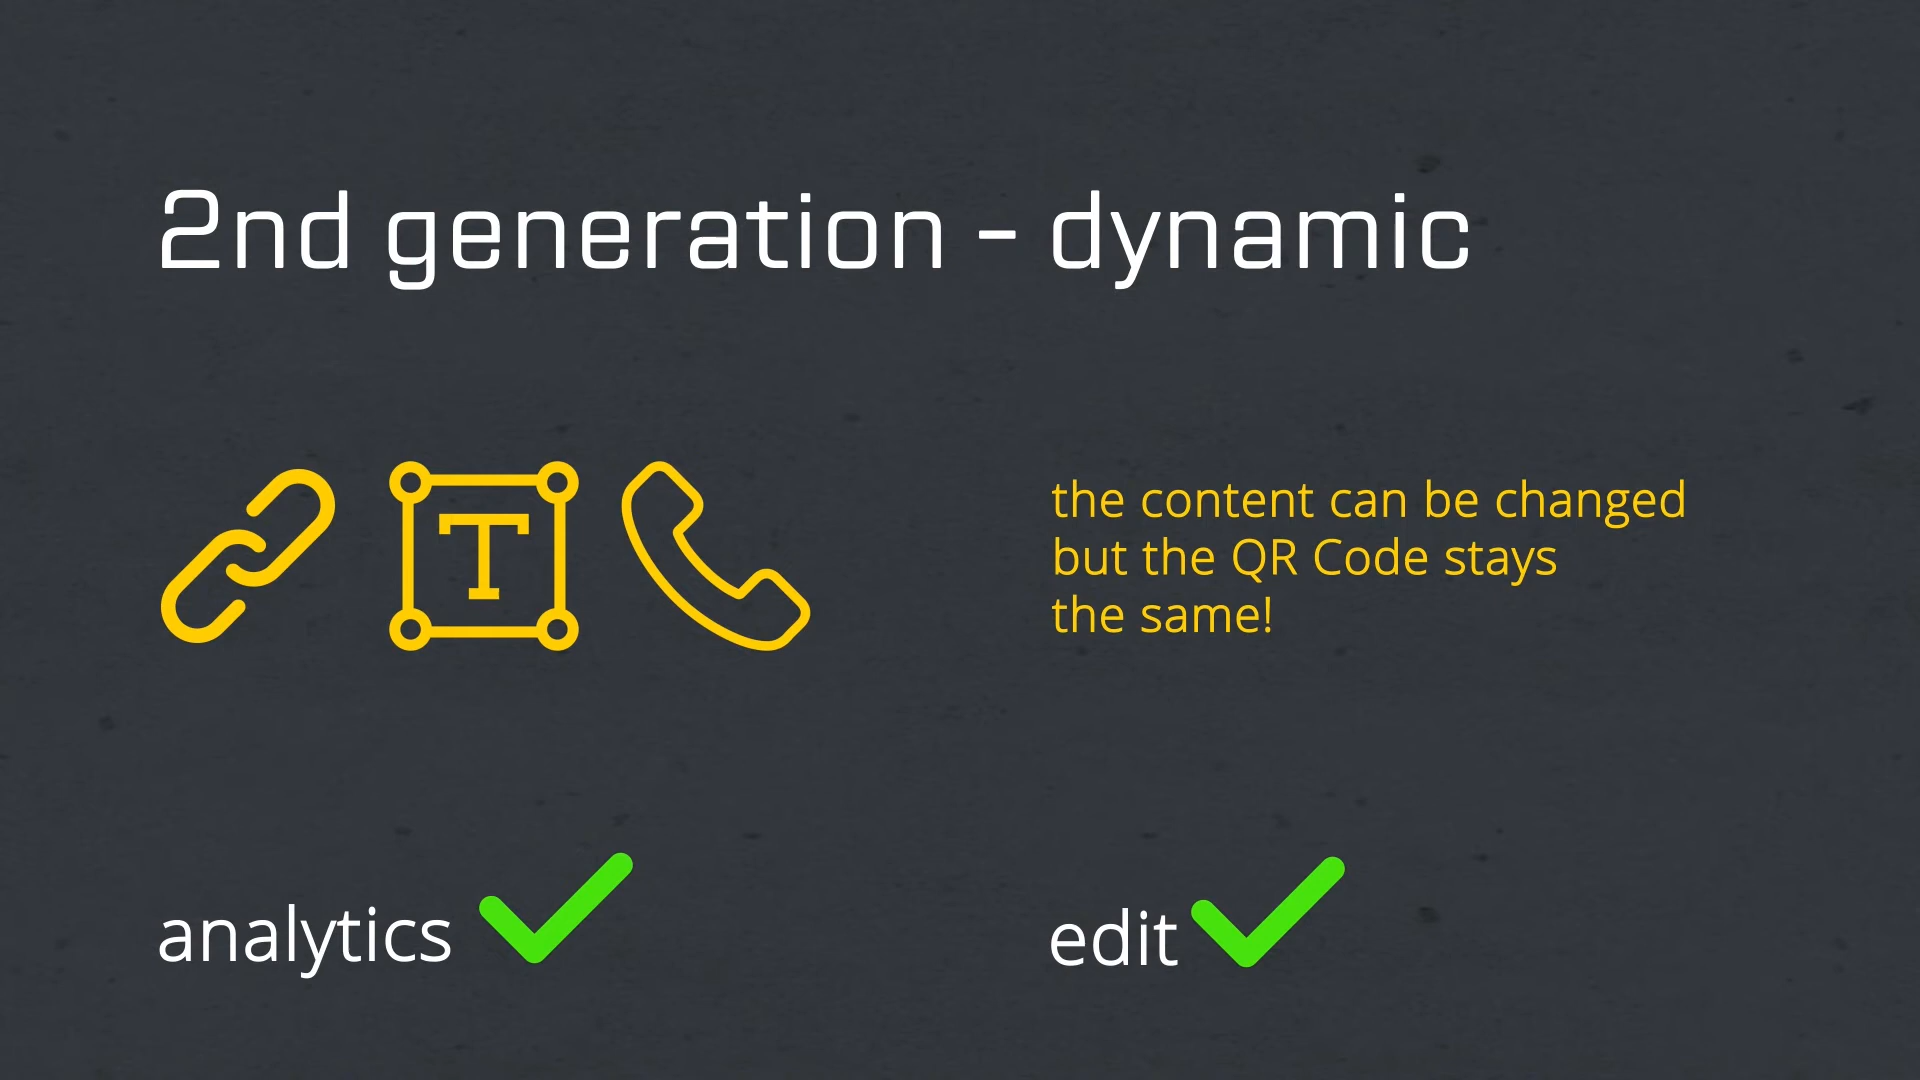 2nd generation - dynamic
T
the content can be changed
but the QR Code stays
the same!
analytics
edit